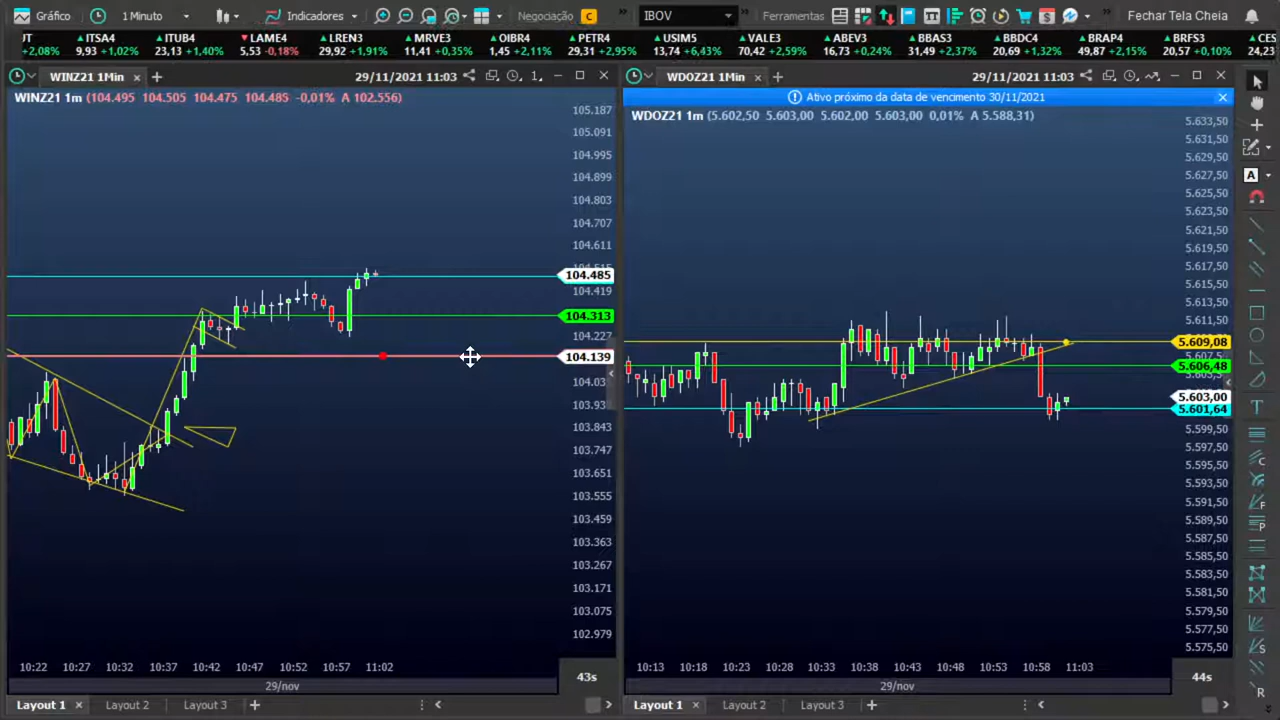 Gráfico 1 Minuto Indicadores Negociação C IBOV Ferramentas Fechar Tela Cheia
ITSA4 ITUB4 LAME4 LREN3 MRVE3 OIBR4 PETR4 USIM5 VALE3 ABEV3 BBAS3 BBDC4 BRAP4 BRFS3 CES
+2,08% 9,93 +1,02% 23,13 +1,40% 5,53 -0,18% 29,92 +1,91% 11,41 +0,35% 1,45 +2,11% 29,31 +2,95% 13,74 +6,43% 70,42 +2,59% 16,73 +0,24% 31,49 +2,37% 20,69 +1,32% 49,87 +2,15% 20,57 +0,10% 24,23
WINZ21 1Min 29/11/2021 11:03
WINZ21 1m (104.495 104.505 104.475 104.485 -0,01% A 102.556)
105.187
105.091
104.995
104.899
104.803
104.707
104.611
104.485
104.419
104.313
104.227
104.139
103.843
103.747
103.651
103.555
103.459
103.363
103.267
103.171
103.075
102.979
10:22 10:27 10:32 10:37 10:42 10:47 10:52 10:57 11:02
29/nov
43s
Layout 1 Layout 2 Layout 3
WDOZ21 1Min 29/11/2021 11:03
Ativo próximo da data de vencimento 30/11/2021
WDOZ21 1m (5.602,50 5.603,00 5.602,00 5.603,00 0,01% A 5.588,31)
5.633,50
5.631,50
5.629,50
5.627,50
5.625,50
5.623,50
5.621,50
5.619,50
5.617,50
5.615,50
5.613,50
5.611,50
5.609,08
5.606,48
5.603,00
5.601,64
5.599,50
5.597,50
5.595,50
5.593,50
5.591,50
5.589,50
5.587,50
5.585,50
5.583,50
5.581,50
5.579,50
5.577,50
5.575,50
10:13 10:18 10:23 10:28 10:33 10:38 10:43 10:48 10:53 10:58 11:03
29/nov
44s
Layout 1 Layout 2 Layout 3
A
T
C
F
P
S
R